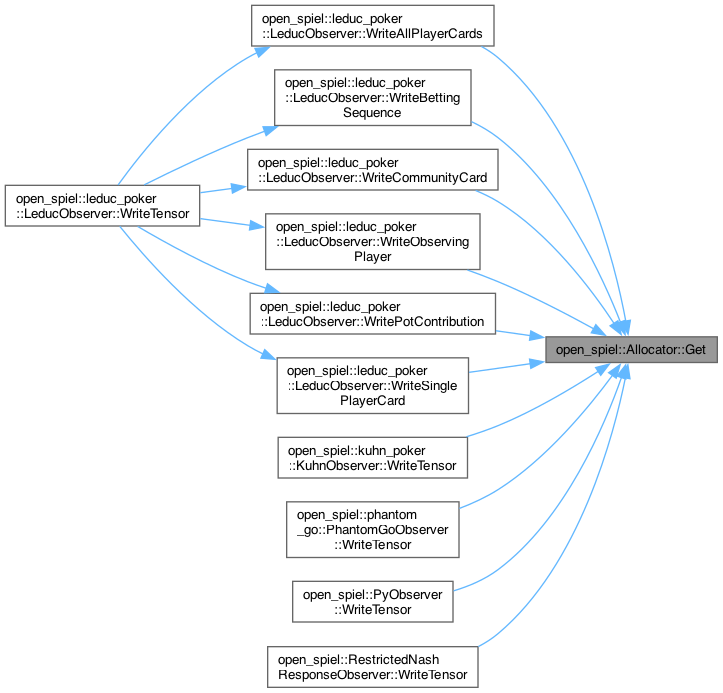 open_spiel::leduc_poker
::LeducObserver::WriteAllPlayerCards
open_spiel::leduc_poker
::LeducObserver::WriteBetting
Sequence
open_spiel::leduc_poker
::LeducObserver::WriteCommunityCard
open_spiel::leduc_poker
::LeducObserver::WriteTensor
open_spiel::leduc_poker
::LeducObserver::WriteObserving
Player
open_spiel::leduc_poker
::LeducObserver::WritePotContribution
open_spiel::Allocator::Get
open_spiel::leduc_poker
::LeducObserver::WriteSingle
PlayerCard
open_spiel::kuhn_poker
::KuhnObserver::WriteTensor
open_spiel::phantom
_go::PhantomGoObserver
::WriteTensor
open_spiel::PyObserver
::WriteTensor
open_spiel::RestrictedNash
ResponseObserver::WriteTensor